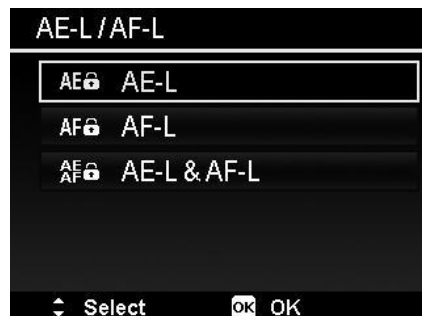 AE-L / AF-L
AE AE-L
AF AF-L
AE AF AE-L & AF-L
Select OK OK